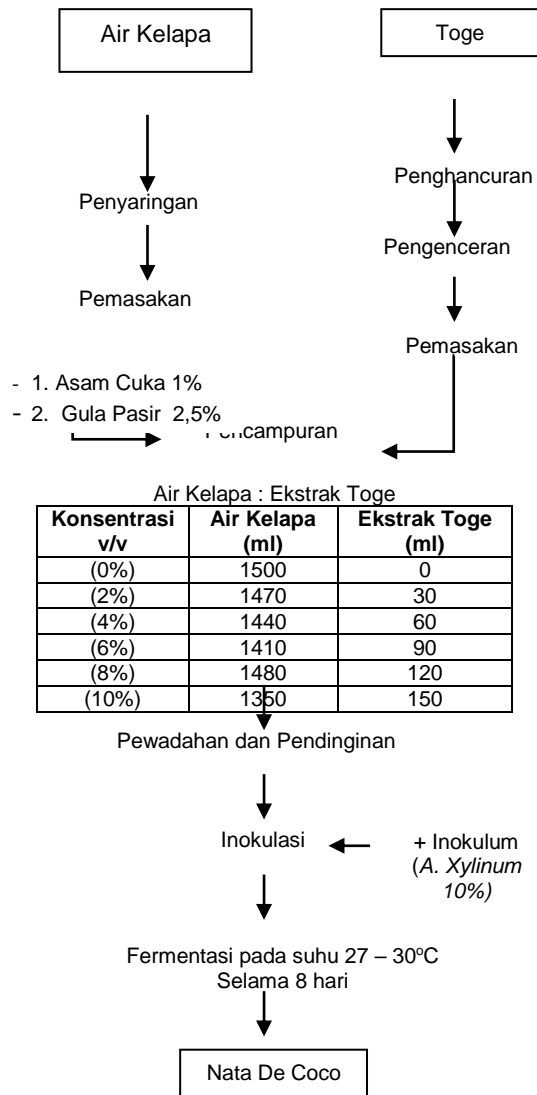 Air Kelapa
Toge
Penyaringan
Pemasakan
Penghancuran
Pengenceran
Pemasakan
- 1. Asam Cuka 1%
- 2. Gula Pasir 2,5%
Pencampuran
Air Kelapa : Ekstrak Toge
Konsentrasi v/v Air Kelapa (ml) Ekstrak Toge (ml)
(0%) 1500 0
(2%) 1470 30
(4%) 1440 60
(6%) 1410 90
(8%) 1480 120
(10%) 1350 150
Pewadahan dan Pendinginan
Inokulasi
+ Inokulum
(A. Xylinum
10%)
Fermentasi pada suhu 27 – 30°C
Selama 8 hari
Nata De Coco